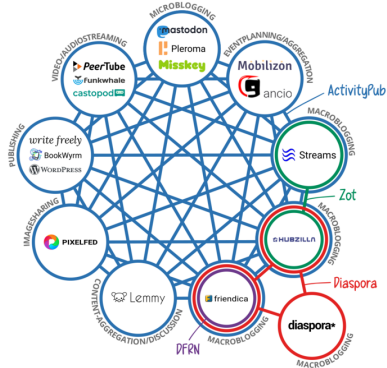 MICROBLOGGING
mastodon
Pleroma
Misskey
VIDEO/AUDIOSTREAMING
PeerTube
funkwhale
castopod
EVENTPLANNING/AGGREGATION
Mobilizon
ancio
ActivityPub
PUBLISHING
write freely
BookWyrm
WORDPRESS
MACROBLOGGING
Streams
Zot
IMAGESHARING
PIXELFED
MACROBLOGGING
HUBZILLA
Diaspora
CONTENT-AGGREGATION/DISCUSSION
Lemmy
MACROBLOGGING
friendica
DFRN
MACROBLOGGING
diaspora*